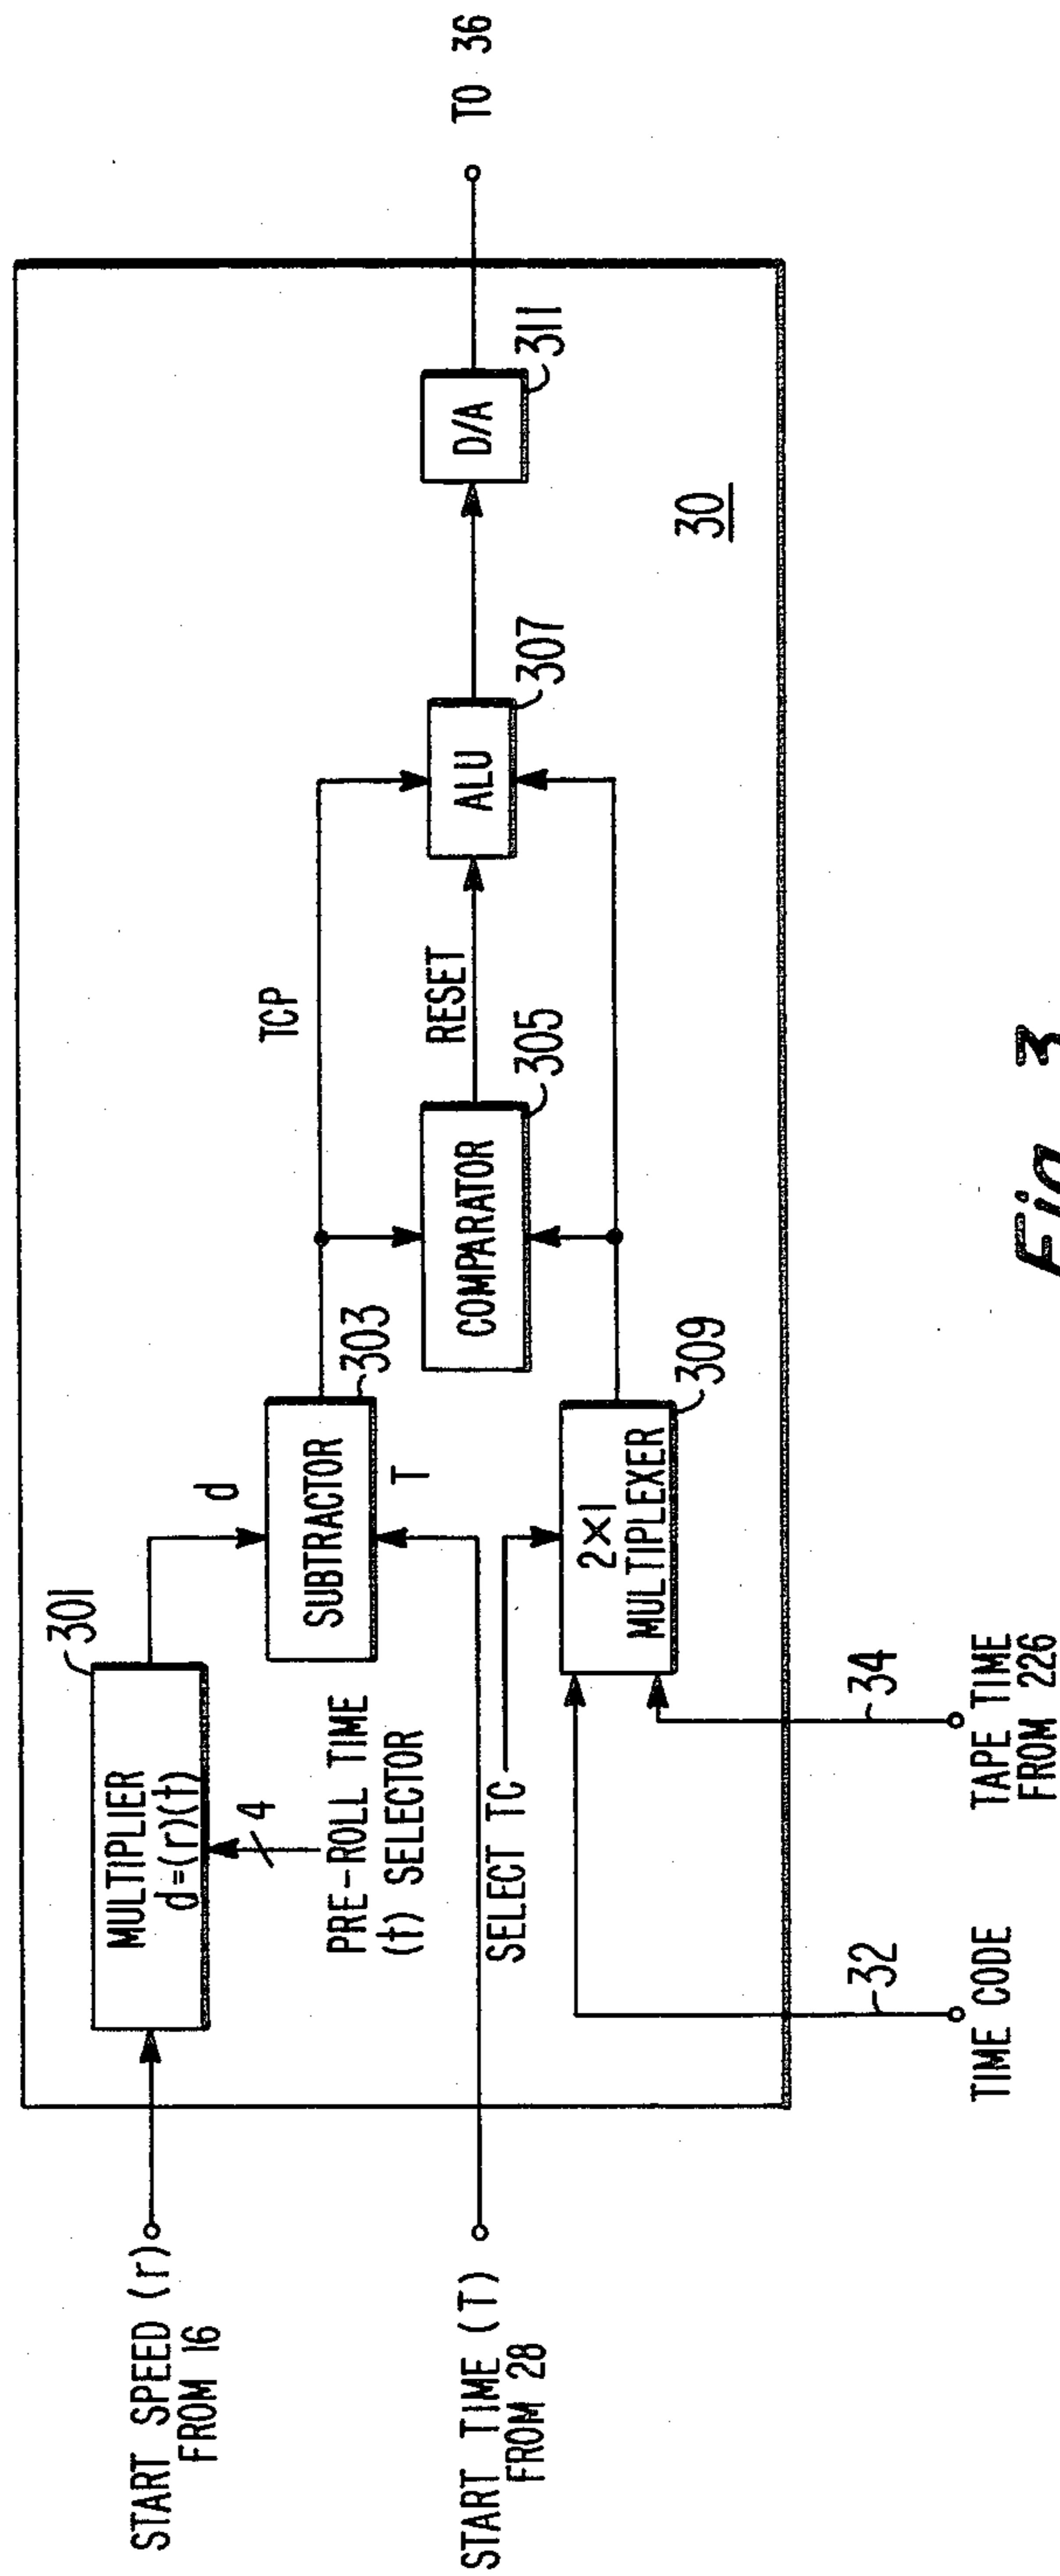 START SPEED (r)
FROM 16
START TIME (T)
FROM 28
301
MULTIPLIER
d=(r)(t)
4
PRE-ROLL TIME
(t) SELECTOR
d
SUBTRACTOR
303
T
TCP
SELECT TC
2×1
MULTIPLEXER
309
COMPARATOR
305
RESET
ALU
307
D/A
311
TO 36
30
32
TIME CODE
34
TAPE TIME
FROM 226
Fig. 3